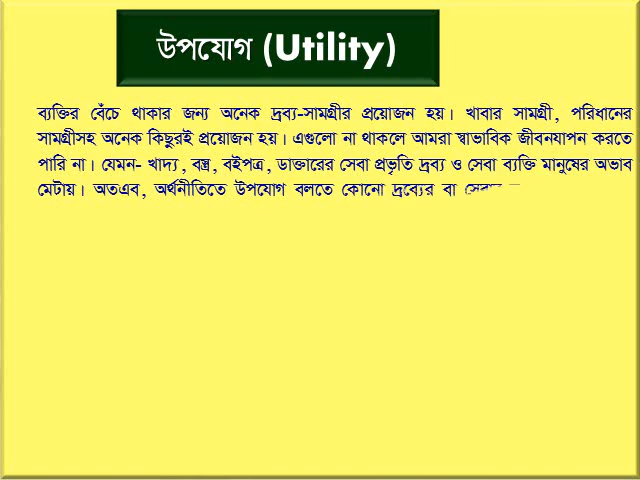 উপযোগ (Utility)
ব্যক্তির বেঁচে থাকার জন্য অনেক দ্রব্য-সামগ্রীর প্রয়োজন হয়। খাবার সামগ্রী, পরিধানের
সামগ্রীসহ অনেক কিছুরই প্রয়োজন হয়। এগুলো না থাকলে আমরা স্বাভাবিক জীবনযাপন করতে
পারি না। যেমন- খাদ্য, বস্ত্র, বইপত্র, ডাক্তারের সেবা প্রভৃতি দ্রব্য ও সেবা ব্যক্তি মানুষের অভাব
মেটায়। অতএব, অর্থনীতিতে উপযোগ বলতে কোনো দ্রব্যের বা